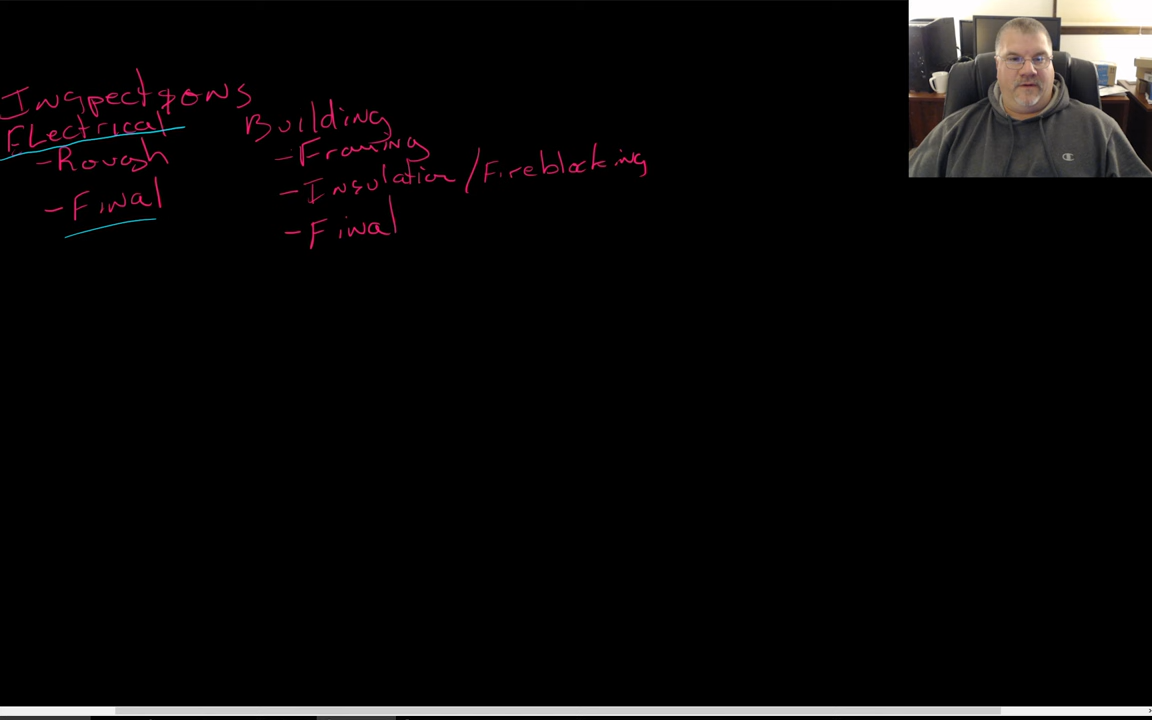 Inspections
Electrical
- Rough
- Final
Building
- Framing
- Insulation / Fireblocking
- Final